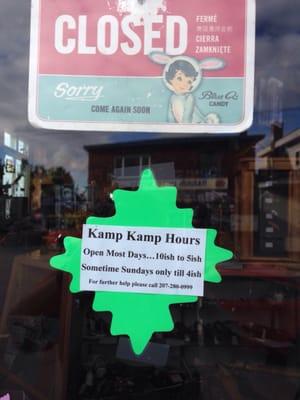 CLOSED
FERMÉ
CIERRA
ZAMKNIĘTE
Sorry
COME AGAIN SOON
Blue Q's
CANDY
Kamp Kamp Hours
Open Most Days...10ish to 5ish
Sometime Sundays only till 4ish
For further help please call 207-280-0999